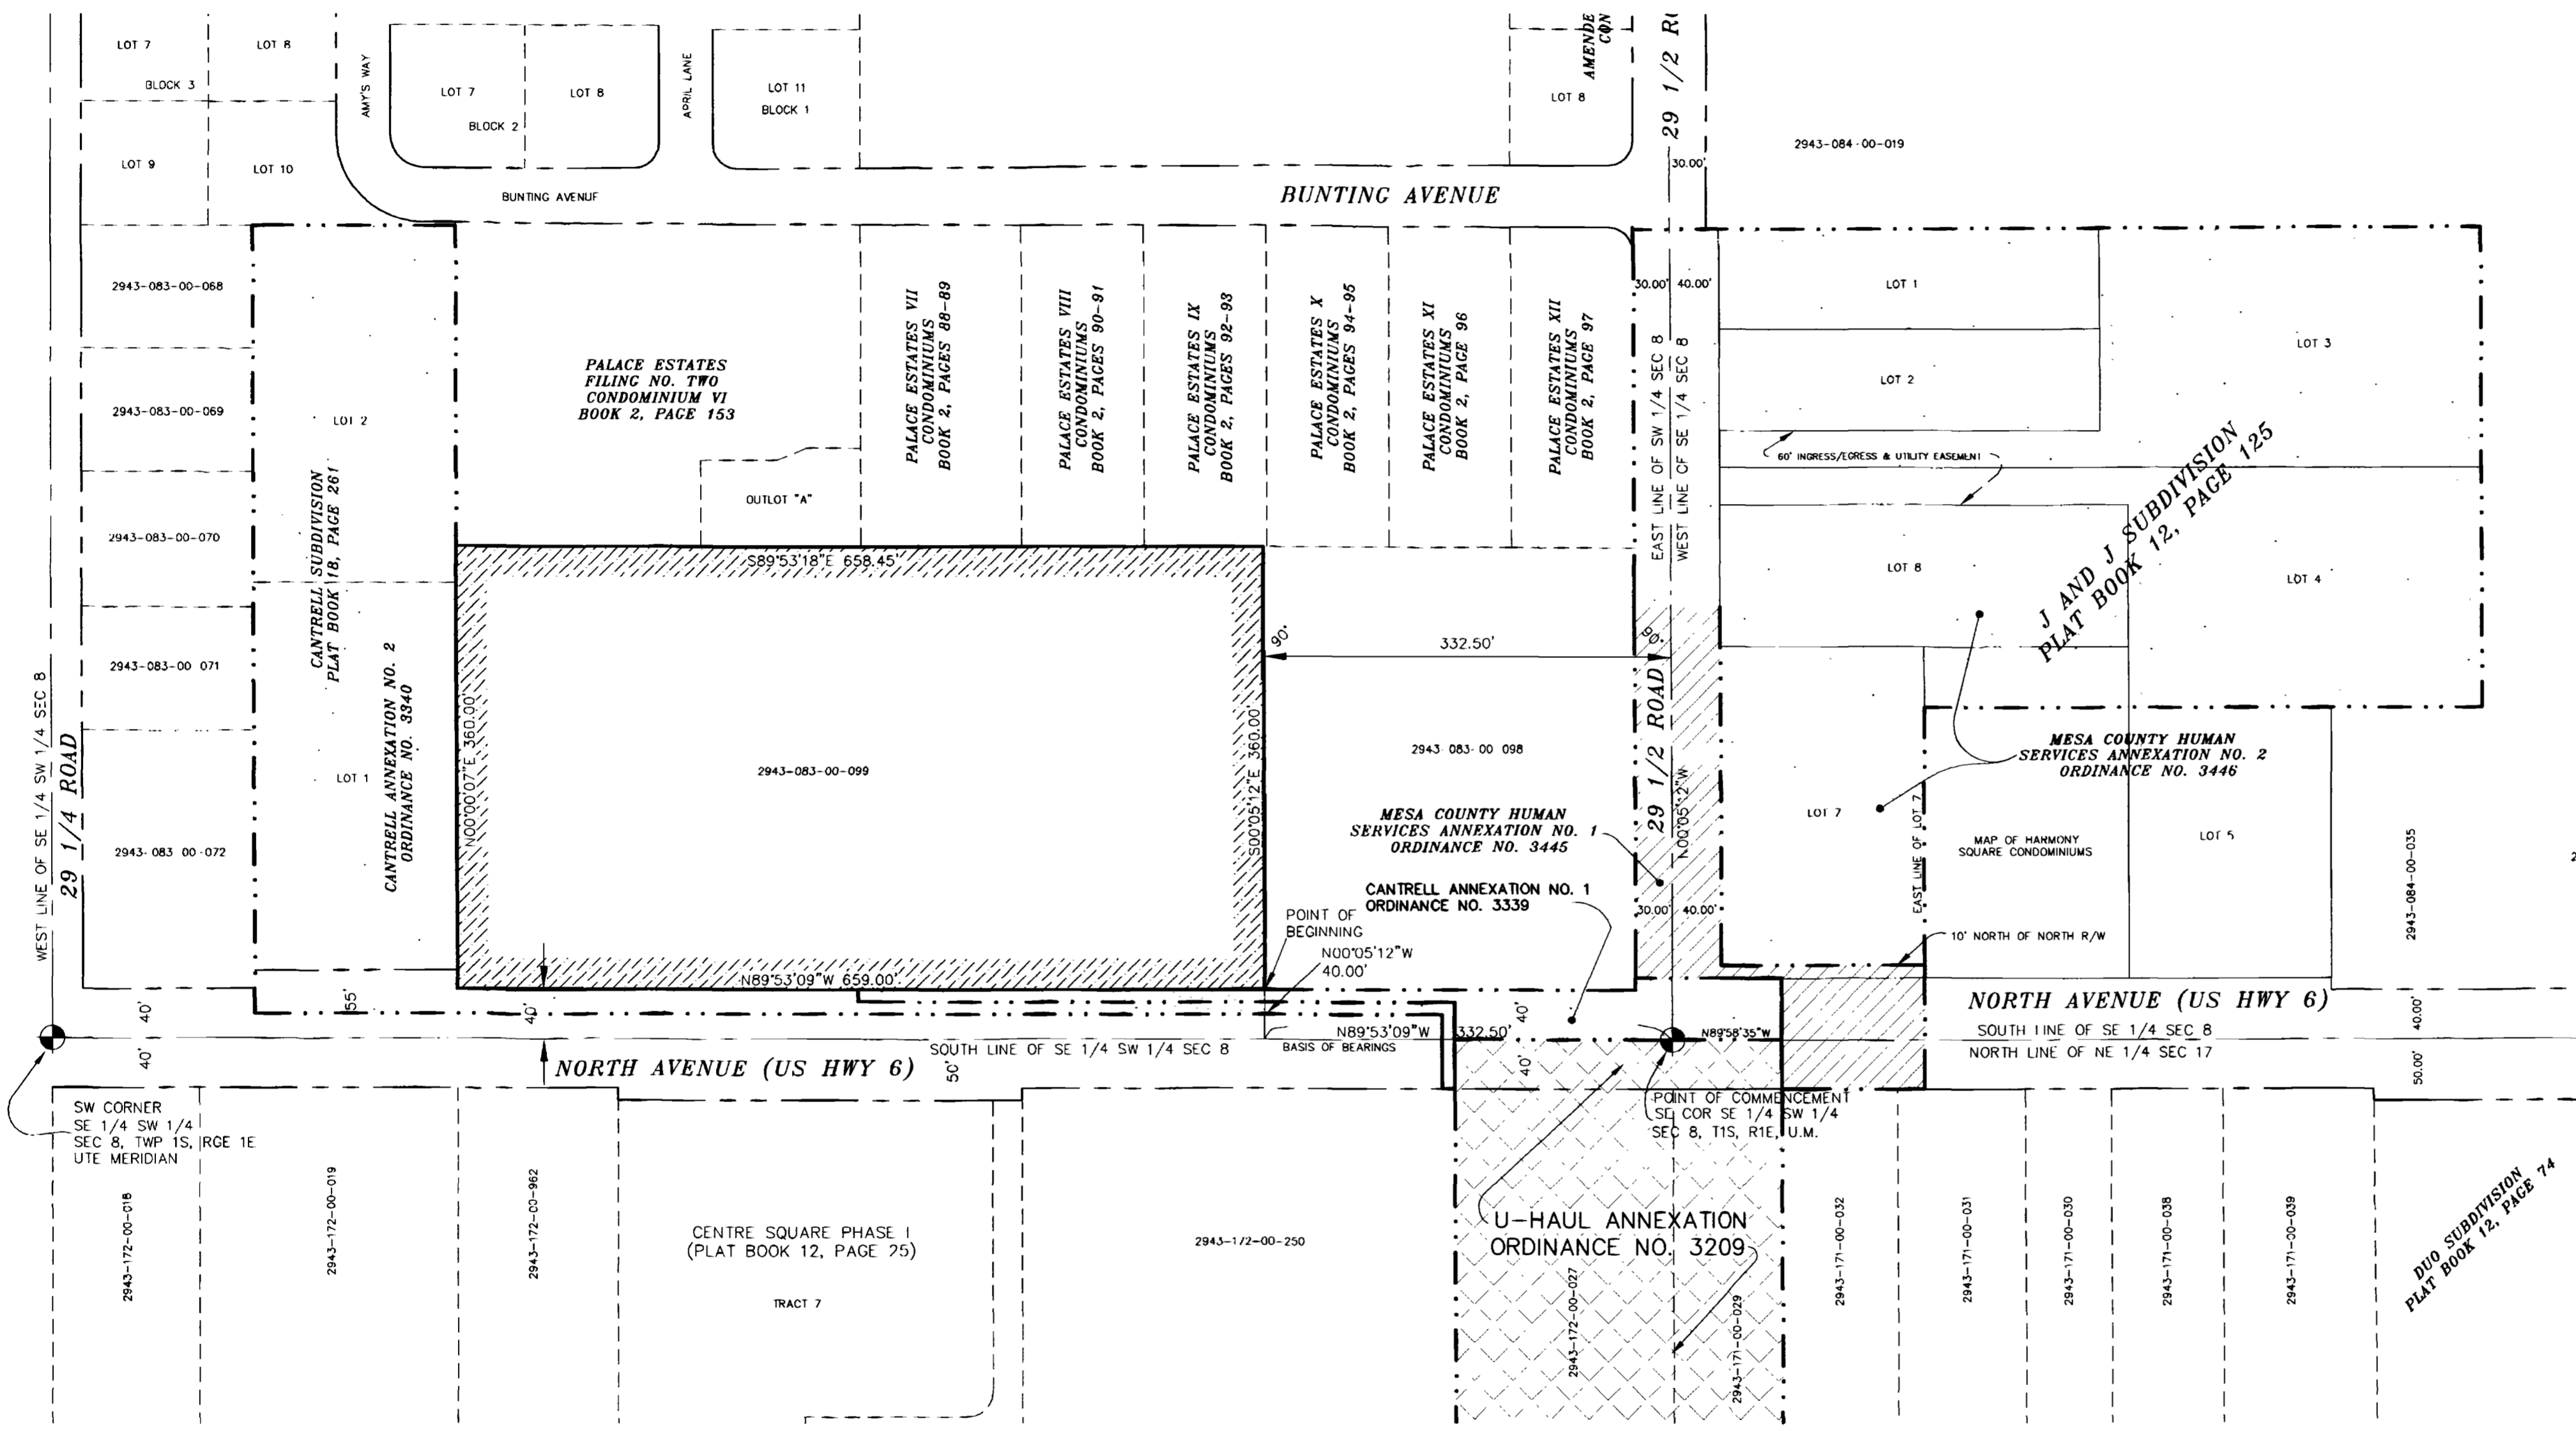 LOT 7
LOT 8
BLOCK 3
LOT 9
LOT 10
AMY'S WAY
LOT 7
LOT 8
BLOCK 2
APRIL LANE
LOT 11
BLOCK 1
LOT 8
AMENDE
CON
29 1/2 R
30.00'
2943-084-00-019
BUNTING AVENUE
BUNTING AVENUE
2943-083-00-068
2943-083-00-069
2943-083-00-070
2943-083-00 071
2943-083 00-072
LOT 2
CANTRELL SUBDIVISION
PLAT BOOK 18, PAGE 261
LOT 1
CANTRELL ANNEXATION NO. 2
ORDINANCE NO. 3340
PALACE ESTATES
FILING NO. TWO
CONDOMINIUM VI
BOOK 2, PAGE 153
OUTLOT "A"
PALACE ESTATES VII
CONDOMINIUMS
BOOK 2, PAGES 88-89
PALACE ESTATES VIII
CONDOMINIUMS
BOOK 2, PAGES 90-91
PALACE ESTATES IX
CONDOMINIUMS
BOOK 2, PAGES 92-93
PALACE ESTATES X
CONDOMINIUMS
BOOK 2, PAGES 94-95
PALACE ESTATES XI
CONDOMINIUMS
BOOK 2, PAGE 96
PALACE ESTATES XII
CONDOMINIUMS
BOOK 2, PAGE 97
30.00'
40.00'
EAST LINE OF SW 1/4 SEC 8
WEST LINE OF SE 1/4 SEC 8
LOT 1
LOT 2
LOT 3
60' INGRESS/EGRESS & UTILITY EASEMENT
J AND J SUBDIVISION
PLAT BOOK 12, PAGE 125
LOT 8
LOT 4
S89°53'18"E 658.45'
N00°00'07"E 360.00'
2943-083-00-099
S00°05'12"E 360.00'
N89°53'09"W 659.00'
90°
332.50'
90°
2943-083-00 098
29 1/2 ROAD
N00°05'12"W
MESA COUNTY HUMAN
SERVICES ANNEXATION NO. 1
ORDINANCE NO. 3445
CANTRELL ANNEXATION NO. 1
ORDINANCE NO. 3339
30.00'
40.00'
POINT OF
BEGINNING
N00°05'12"W
40.00'
MESA COUNTY HUMAN
SERVICES ANNEXATION NO. 2
ORDINANCE NO. 3446
LOT 7
EAST LINE OF LOT 7
MAP OF HARMONY
SQUARE CONDOMINIUMS
LOT 5
2943-084-00-035
2
10' NORTH OF NORTH R/W
WEST LINE OF SE 1/4 SW 1/4 SEC 8
29 1/4 ROAD
40'
55'
40'
40'
40'
50'
SOUTH LINE OF SE 1/4 SW 1/4 SEC 8
NORTH AVENUE (US HWY 6)
N89°53'09"W 332.50'
BASIS OF BEARINGS
40'
N89°58'35"W
NORTH AVENUE (US HWY 6)
SOUTH LINE OF SE 1/4 SEC 8
NORTH LINE OF NE 1/4 SEC 17
40.00'
50.00'
SW CORNER
SE 1/4 SW 1/4
SEC 8, TWP 1S, RGE 1E
UTE MERIDIAN
POINT OF COMMENCEMENT
SE COR SE 1/4 SW 1/4
SEC 8, T1S, R1E, U.M.
2943-172-00-018
2943-172-00-019
2943-172-00-962
CENTRE SQUARE PHASE I
(PLAT BOOK 12, PAGE 25)
TRACT 7
2943-172-00-250
U-HAUL ANNEXATION
ORDINANCE NO. 3209
2943-172-00-027
2943-171-00-029
2943-171-00-032
2943-171-00-031
2943-171-00-030
2943-171-00-038
2943-171-00-039
DUO SUBDIVISION
PLAT BOOK 12, PAGE 74